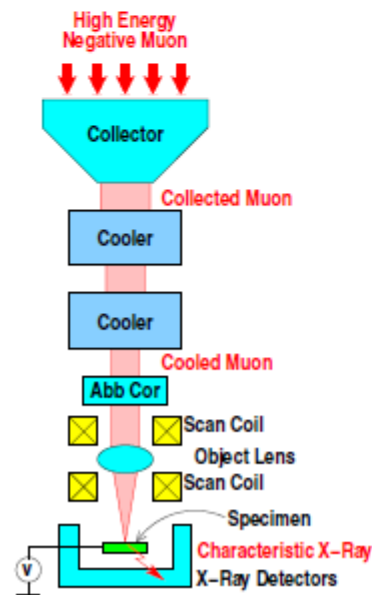 High Energy
Negative Muon
Collector
Collected Muon
Cooler
Cooler
Cooled Muon
Abb Cor
Scan Coil
Object Lens
Scan Coil
Specimen
Characteristic X-Ray
V
X-Ray Detectors